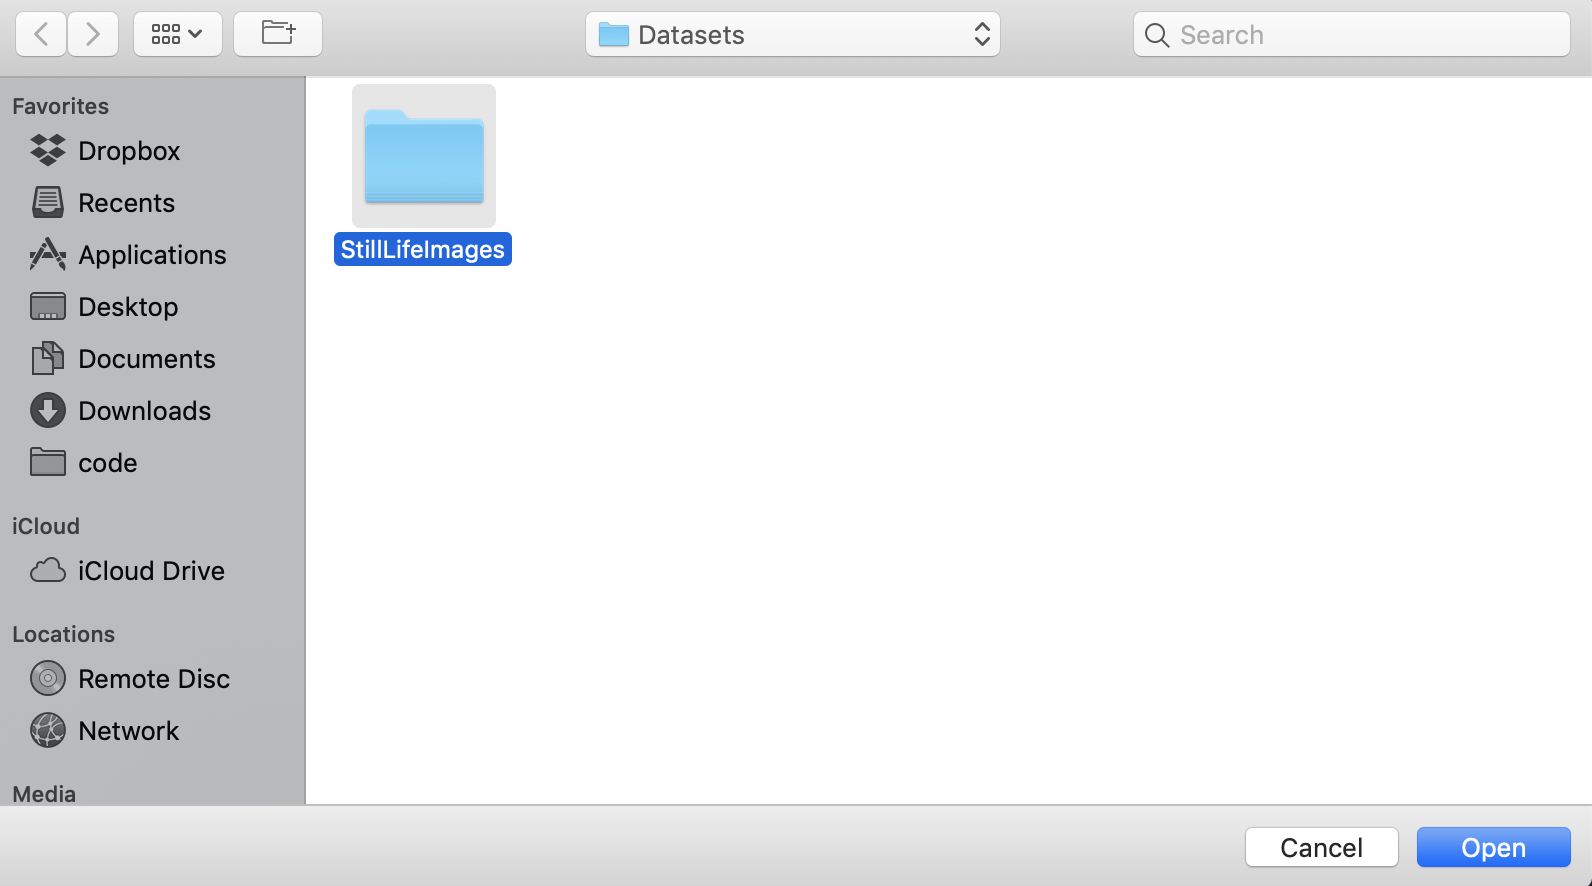 Datasets
Search
Favorites
Dropbox
Recents
Applications
Desktop
Documents
Downloads
code
iCloud
iCloud Drive
Locations
Remote Disc
Network
Media
StillLifeImages
Cancel
Open